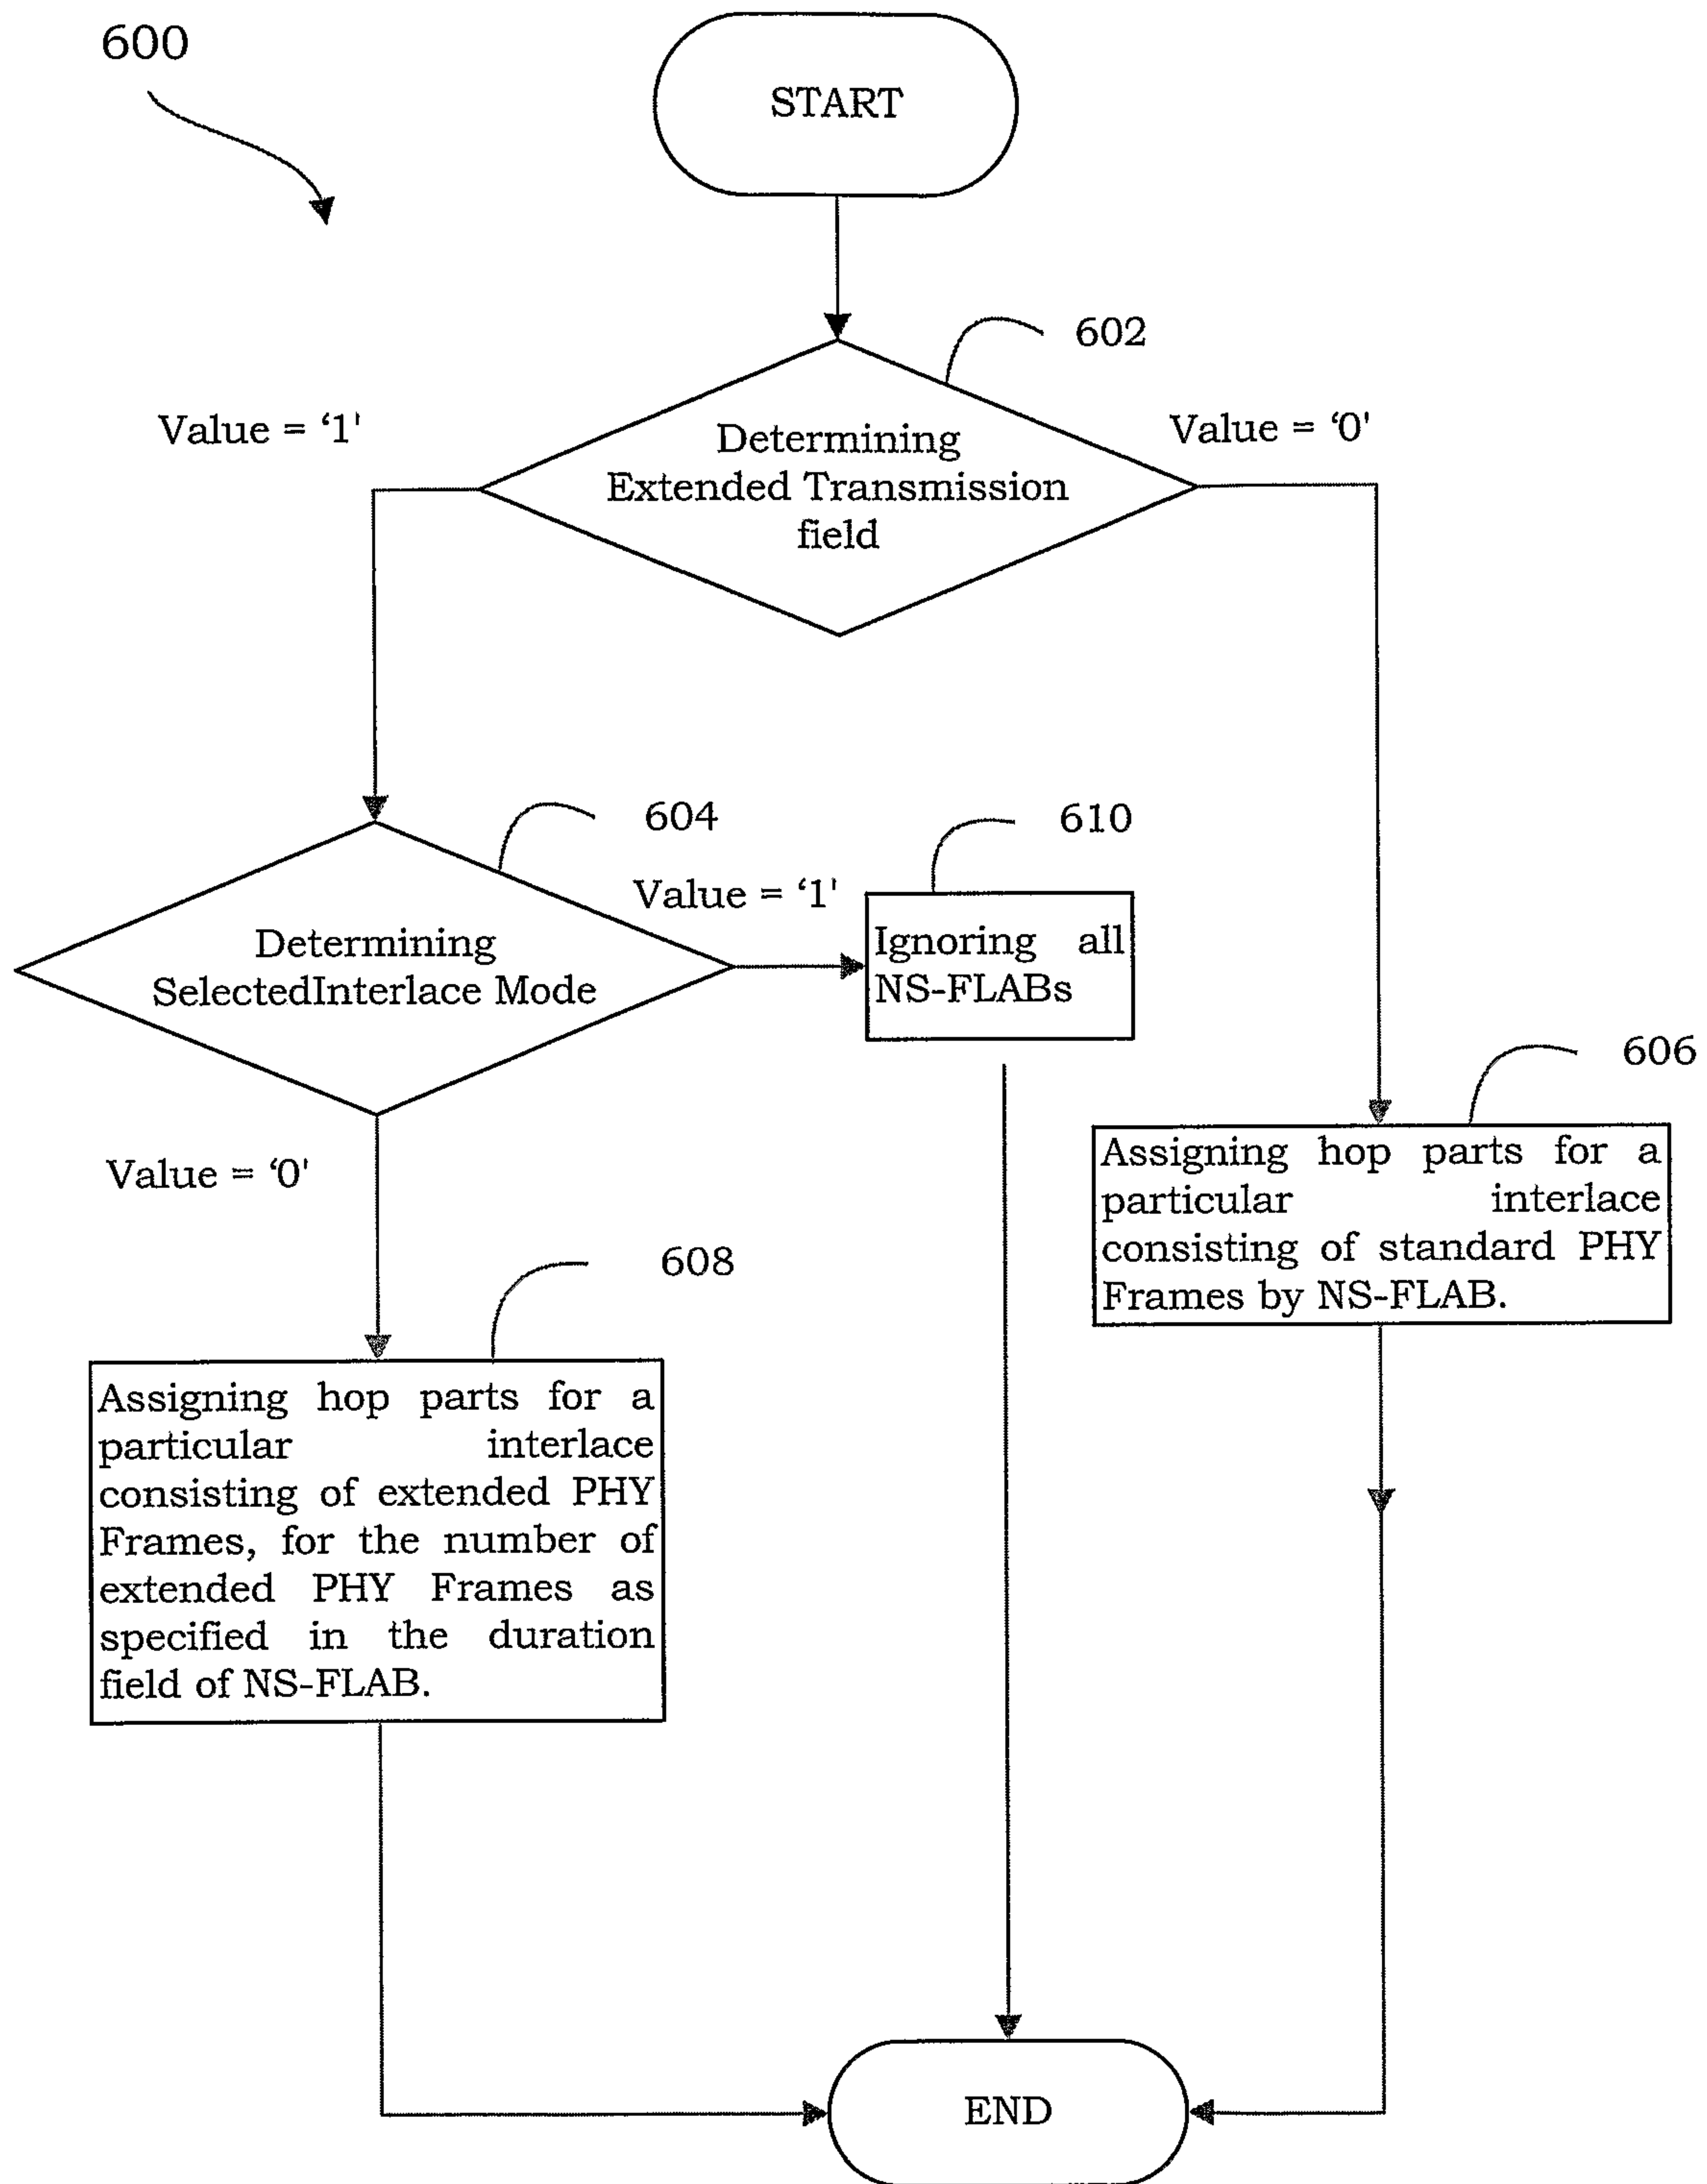 600
START
602
Value = ‘1'
Value = ‘0'
Determining
Extended Transmission
field
604
610
Value = ‘1'
Determining
SelectedInterlace Mode
Ignoring all
NS-FLABs
606
Value = ‘0'
Assigning hop parts for a
particular interlace
consisting of standard PHY
Frames by NS-FLAB.
608
Assigning hop parts for a
particular interlace
consisting of extended PHY
Frames, for the number of
extended PHY Frames as
specified in the duration
field of NS-FLAB.
END